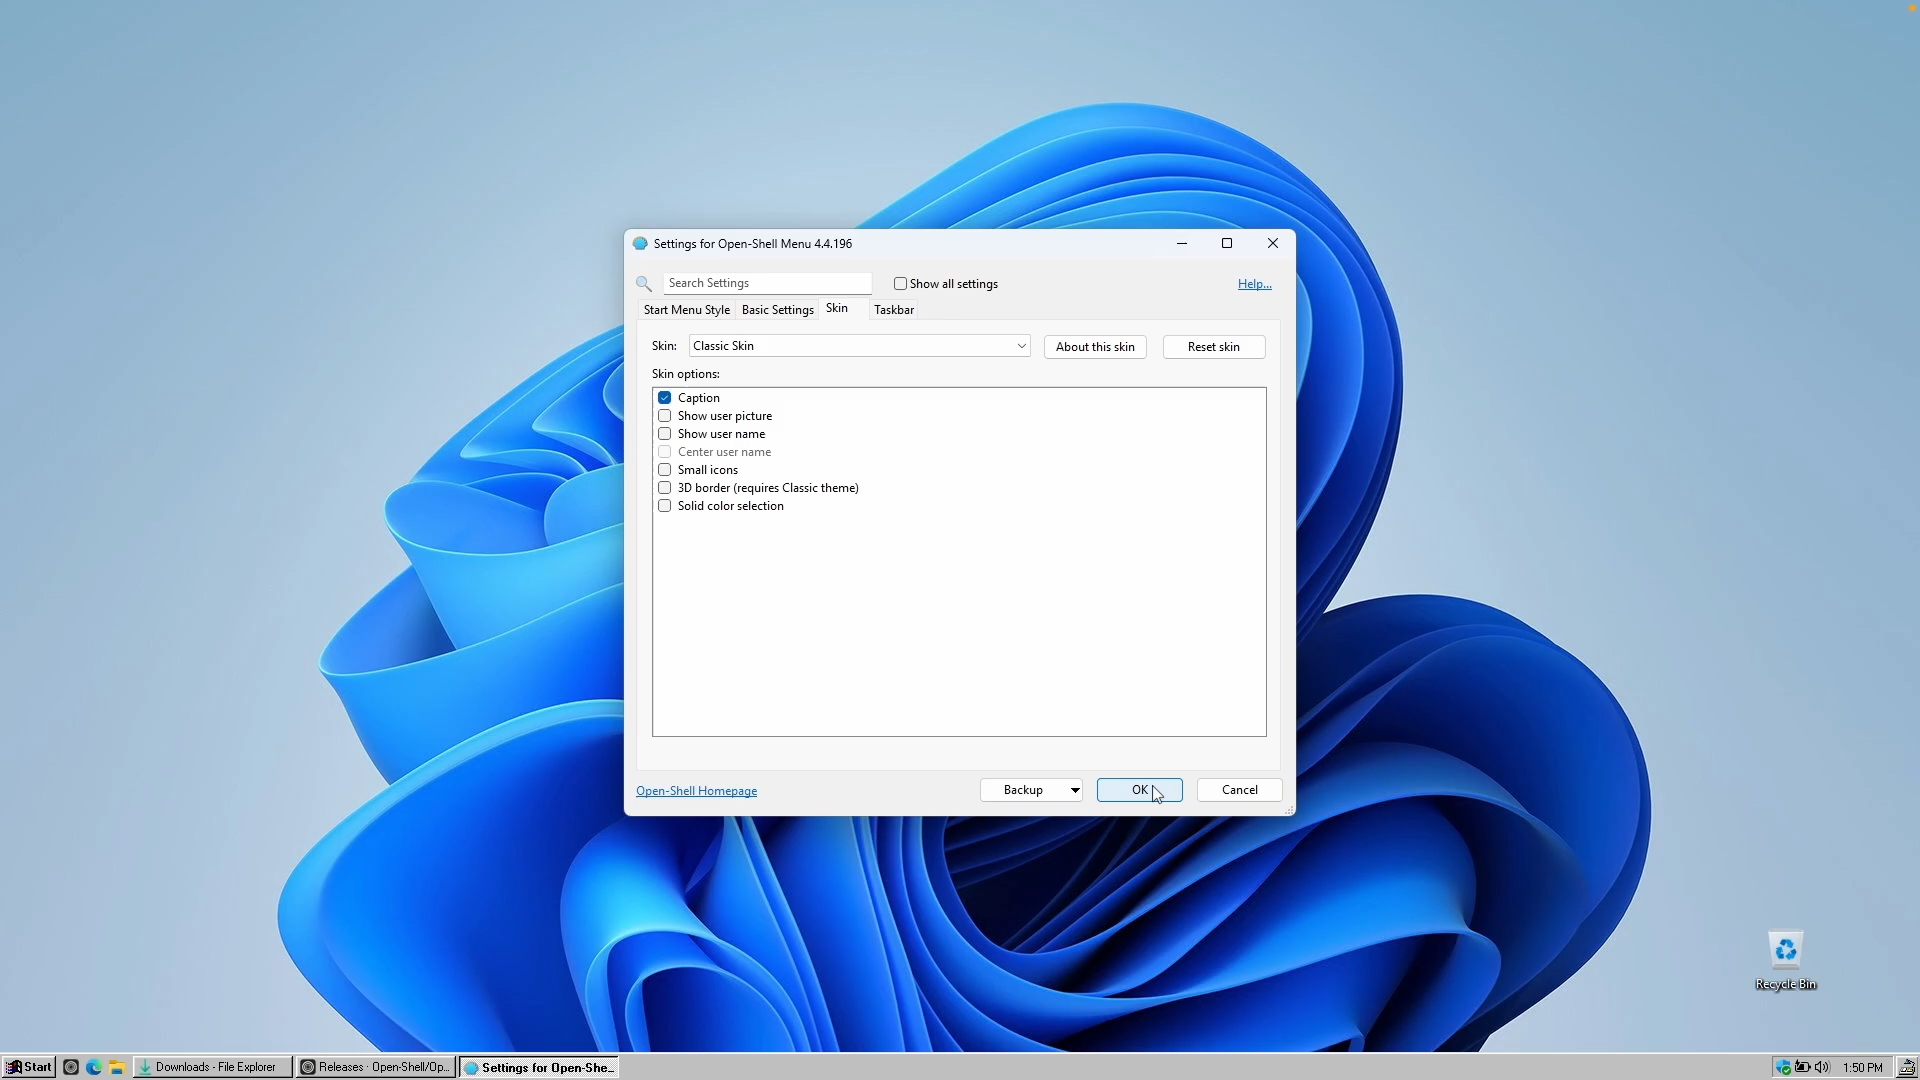 Settings for Open-Shell Menu 4.4.196
Search Settings
Show all settings
Help...
Start Menu Style
Basic Settings
Skin
Taskbar
Skin:
Classic Skin
About this skin
Reset skin
Skin options:
Caption
Show user picture
Show user name
Center user name
Small icons
3D border (requires Classic theme)
Solid color selection
Open-Shell Homepage
Backup
OK
Cancel
Recycle Bin
Start
Downloads - File Explorer
Releases · Open-Shell/Op...
Settings for Open-She...
1:50 PM